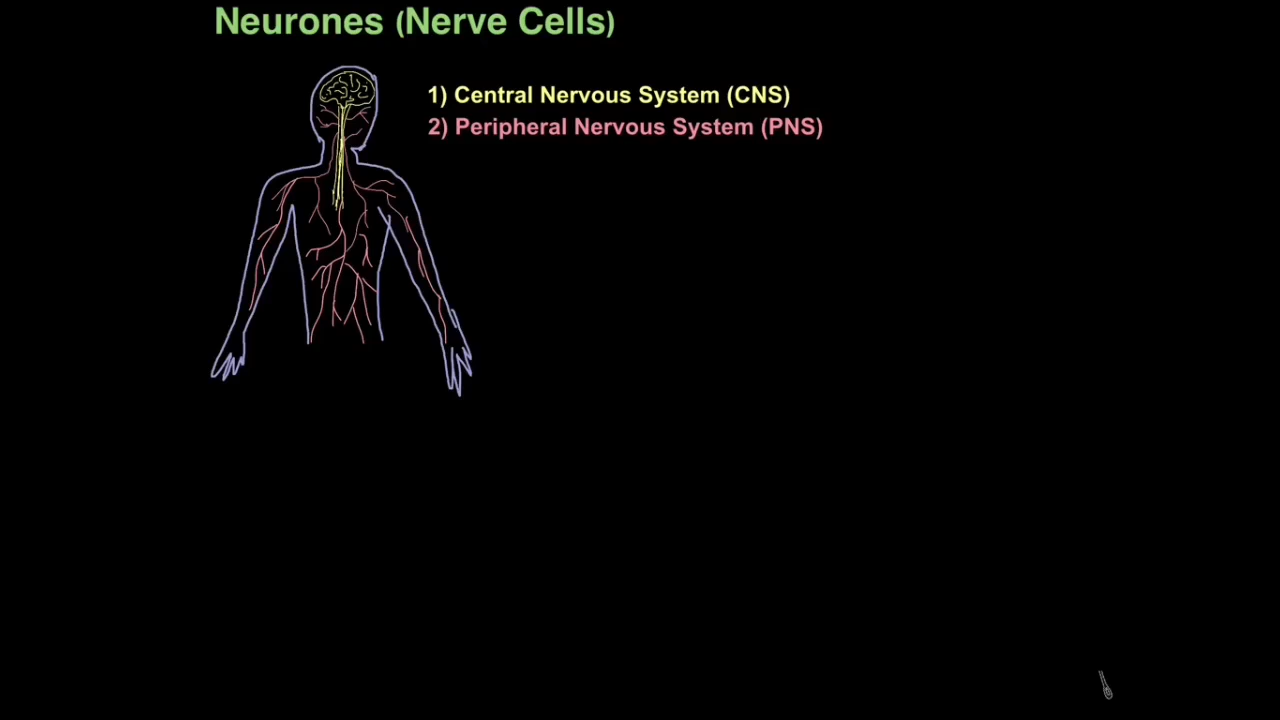 Neurones (Nerve Cells)
1) Central Nervous System (CNS)
2) Peripheral Nervous System (PNS)